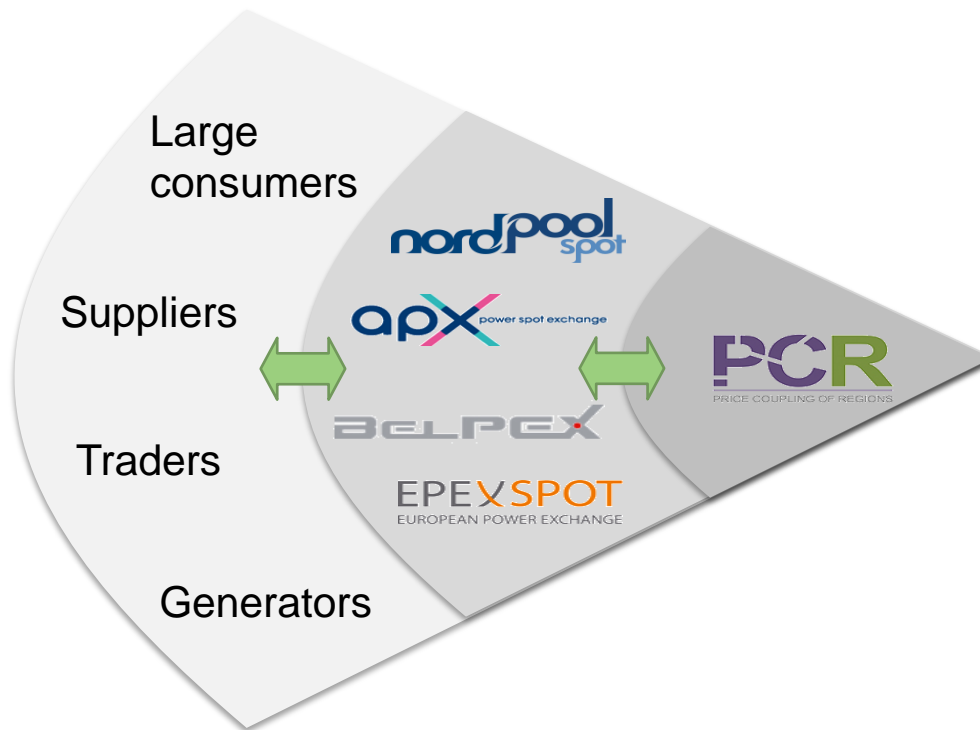 Large
consumers
Suppliers
Traders
Generators
nordpool
spot
apx power spot exchange
BELPEX
EPEXSPOT
EUROPEAN POWER EXCHANGE
PCR
PRICE COUPLING OF REGIONS